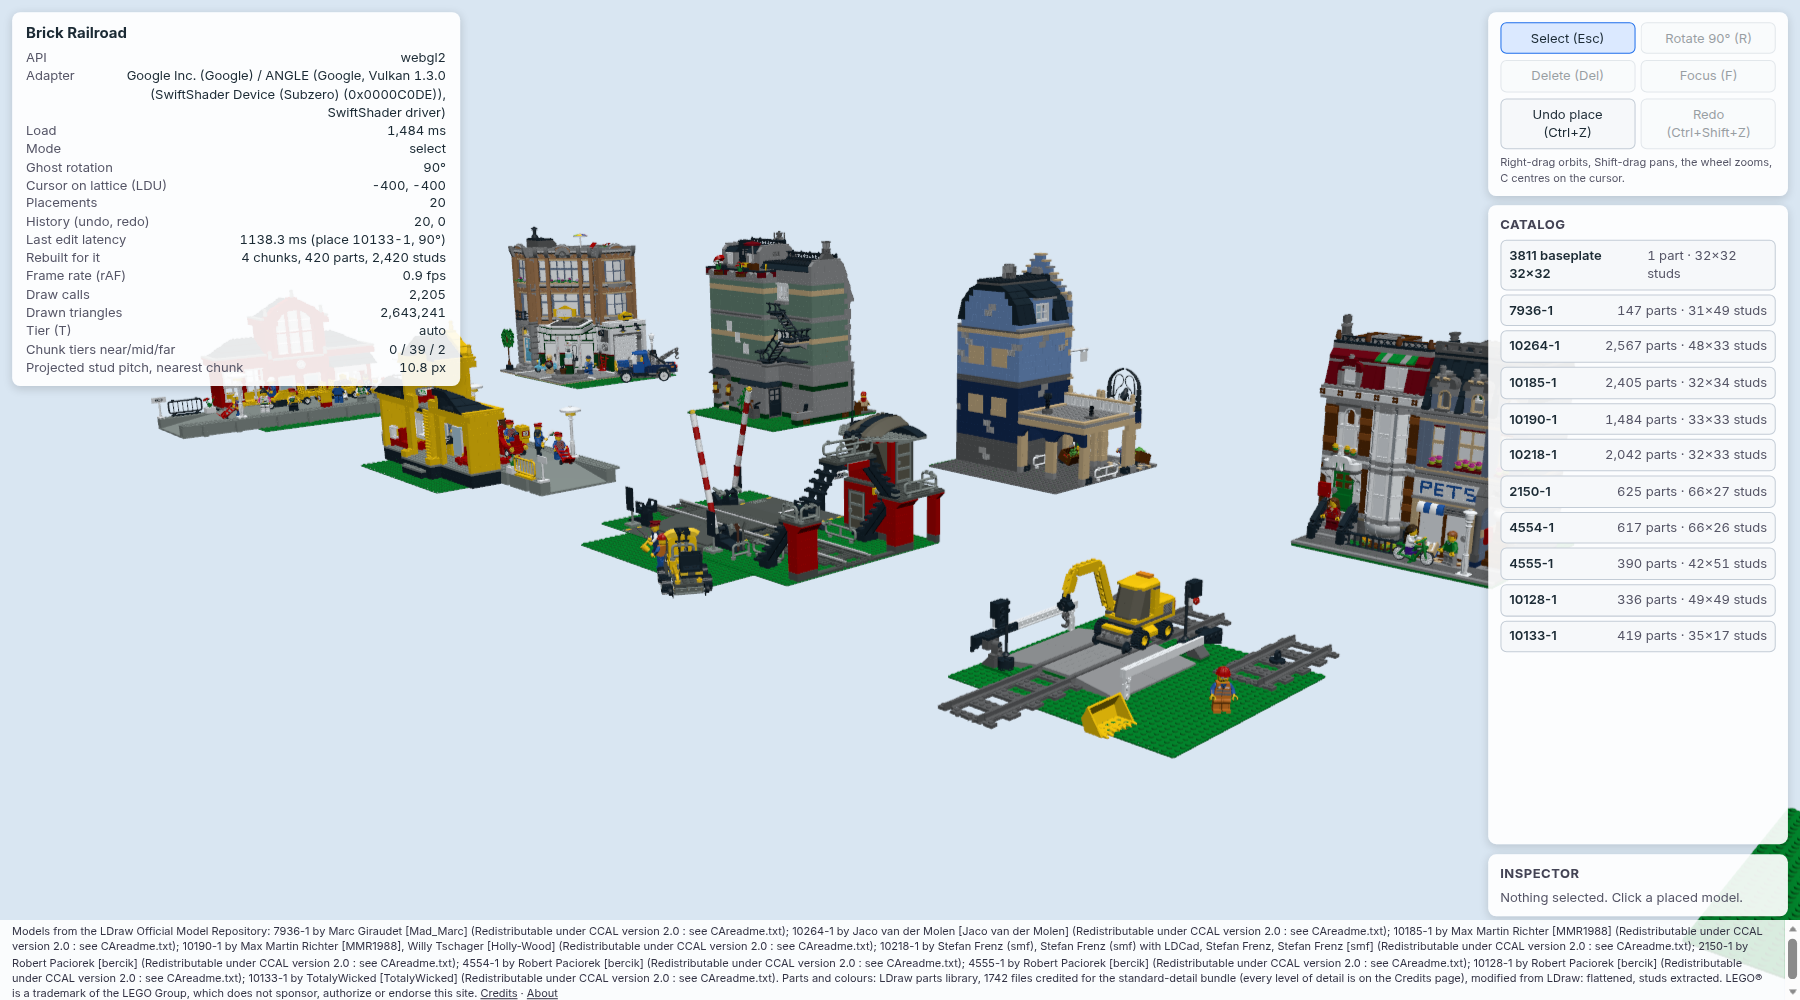 Brick Railroad
API webgl2
Adapter Google Inc. (Google) / ANGLE (Google, Vulkan 1.3.0
(SwiftShader Device (Subzero) (0x0000C0DE)),
SwiftShader driver)
Load 1,484 ms
Mode select
Ghost rotation 90°
Cursor on lattice (LDU) -400, -400
Placements 20
History (undo, redo) 20, 0
Last edit latency 1138.3 ms (place 10133-1, 90°)
Rebuilt for it 4 chunks, 420 parts, 2,420 studs
Frame rate (rAF) 0.9 fps
Draw calls 2,205
Drawn triangles 2,643,241
Tier (T) auto
Chunk tiers near/mid/far 0 / 39 / 2
Projected stud pitch, nearest chunk 10.8 px
Select (Esc) Rotate 90° (R)
Delete (Del) Focus (F)
Undo place (Ctrl+Z) Redo (Ctrl+Shift+Z)
Right-drag orbits, Shift-drag pans, the wheel zooms,
C centres on the cursor.
CATALOG
3811 baseplate 32×32 1 part · 32×32 studs
7936-1 147 parts · 31×49 studs
10264-1 2,567 parts · 48×33 studs
10185-1 2,405 parts · 32×34 studs
10190-1 1,484 parts · 33×33 studs
10218-1 2,042 parts · 32×33 studs
2150-1 625 parts · 66×27 studs
4554-1 617 parts · 66×26 studs
4555-1 390 parts · 42×51 studs
10128-1 336 parts · 49×49 studs
10133-1 419 parts · 35×17 studs
PETS
INSPECTOR
Nothing selected. Click a placed model.
Models from the LDraw Official Model Repository: 7936-1 by Marc Giraudet [Mad_Marc] (Redistributable under CCAL version 2.0 : see CAreadme.txt); 10264-1 by Jaco van der Molen [Jaco van der Molen] (Redistributable under CCAL version 2.0 : see CAreadme.txt); 10185-1 by Max Martin Richter [MMR1988] (Redistributable under CCAL
version 2.0 : see CAreadme.txt); 10190-1 by Max Martin Richter [MMR1988], Willy Tschager [Holly-Wood] (Redistributable under CCAL version 2.0 : see CAreadme.txt); 10218-1 by Stefan Frenz (smf), Stefan Frenz (smf) with LDCad, Stefan Frenz, Stefan Frenz [smf] (Redistributable under CCAL version 2.0 : see CAreadme.txt); 2150-1 by
Robert Paciorek [bercik] (Redistributable under CCAL version 2.0 : see CAreadme.txt); 4554-1 by Robert Paciorek [bercik] (Redistributable under CCAL version 2.0 : see CAreadme.txt); 4555-1 by Robert Paciorek [bercik] (Redistributable under CCAL version 2.0 : see CAreadme.txt); 10128-1 by Robert Paciorek [bercik] (Redistributable
under CCAL version 2.0 : see CAreadme.txt); 10133-1 by TotalyWicked [TotalyWicked] (Redistributable under CCAL version 2.0 : see CAreadme.txt). Parts and colours: LDraw parts library, 1742 files credited for the standard-detail bundle (every level of detail is on the Credits page), modified from LDraw: flattened, studs extracted. LEGO®
is a trademark of the LEGO Group, which does not sponsor, authorize or endorse this site. Credits · About